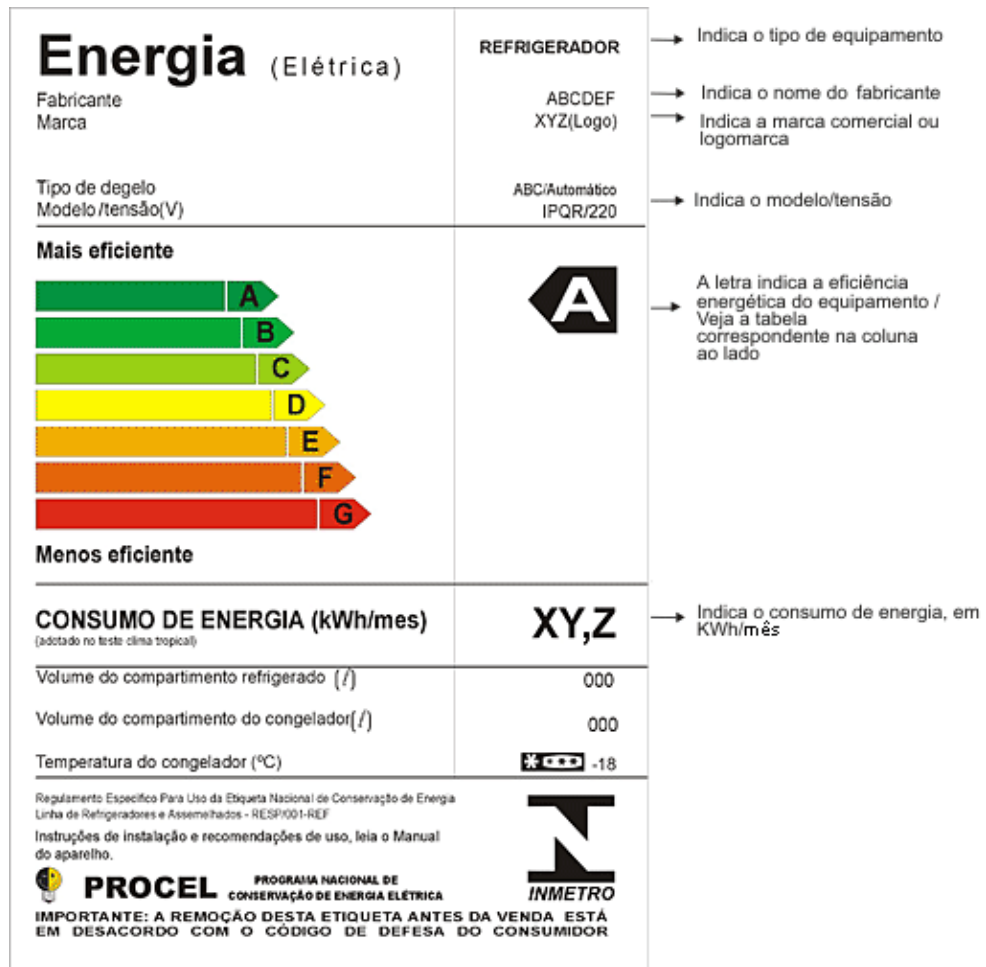 Energia (Elétrica)
REFRIGERADOR
Indica o tipo de equipamento
Fabricante
ABCDEF
Indica o nome do fabricante
Marca
XYZ(Logo)
Indica a marca comercial ou
logomarca
Tipo de degelo
ABC/Automático
Modelo/tensão(V)
IPQR/220
Indica o modelo/tensão
Mais eficiente
A
B
C
D
E
F
G
Menos eficiente
A
A letra indica a eficiência
energética do equipamento /
Veja a tabela
correspondente na coluna
ao lado
CONSUMO DE ENERGIA (kWh/mes)
(adotado no teste clima tropical)
XY,Z
Indica o consumo de energia, em
KWh/mês
Volume do compartimento refrigerado (l)
000
Volume do compartimento do congelador(l)
000
Temperatura do congelador (ºC)
-18
Regulamento Específico Para Uso da Etiqueta Nacional de Conservação de Energia
Linha de Refrigeradores e Assemelhados - RESP/001-REF
Instruções de instalação e recomendações de uso, leia o Manual
do aparelho.
PROCEL
PROGRAMA NACIONAL DE
CONSERVAÇÃO DE ENERGIA ELÉTRICA
INMETRO
IMPORTANTE: A REMOÇÃO DESTA ETIQUETA ANTES DA VENDA ESTÁ
EM DESACORDO COM O CÓDIGO DE DEFESA DO CONSUMIDOR